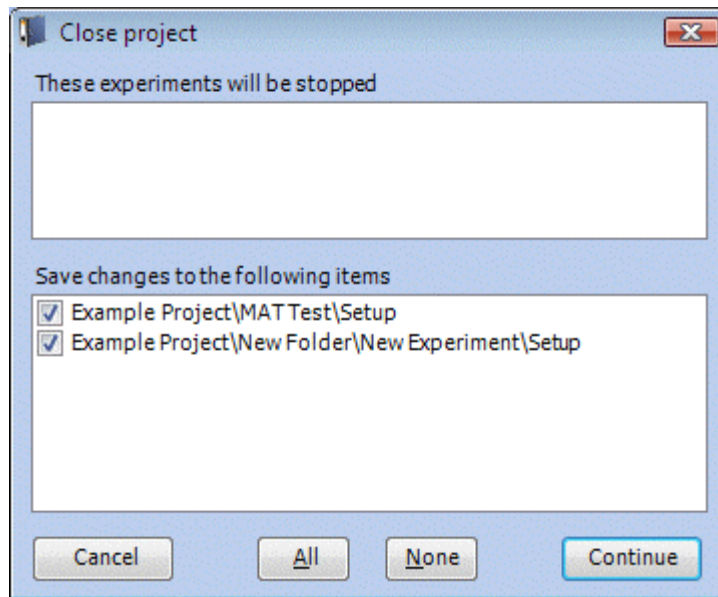 Close project
These experiments will be stopped
Save changes to the following items
Example Project\MAT Test\Setup
Example Project\New Folder\New Experiment\Setup
Cancel All None Continue